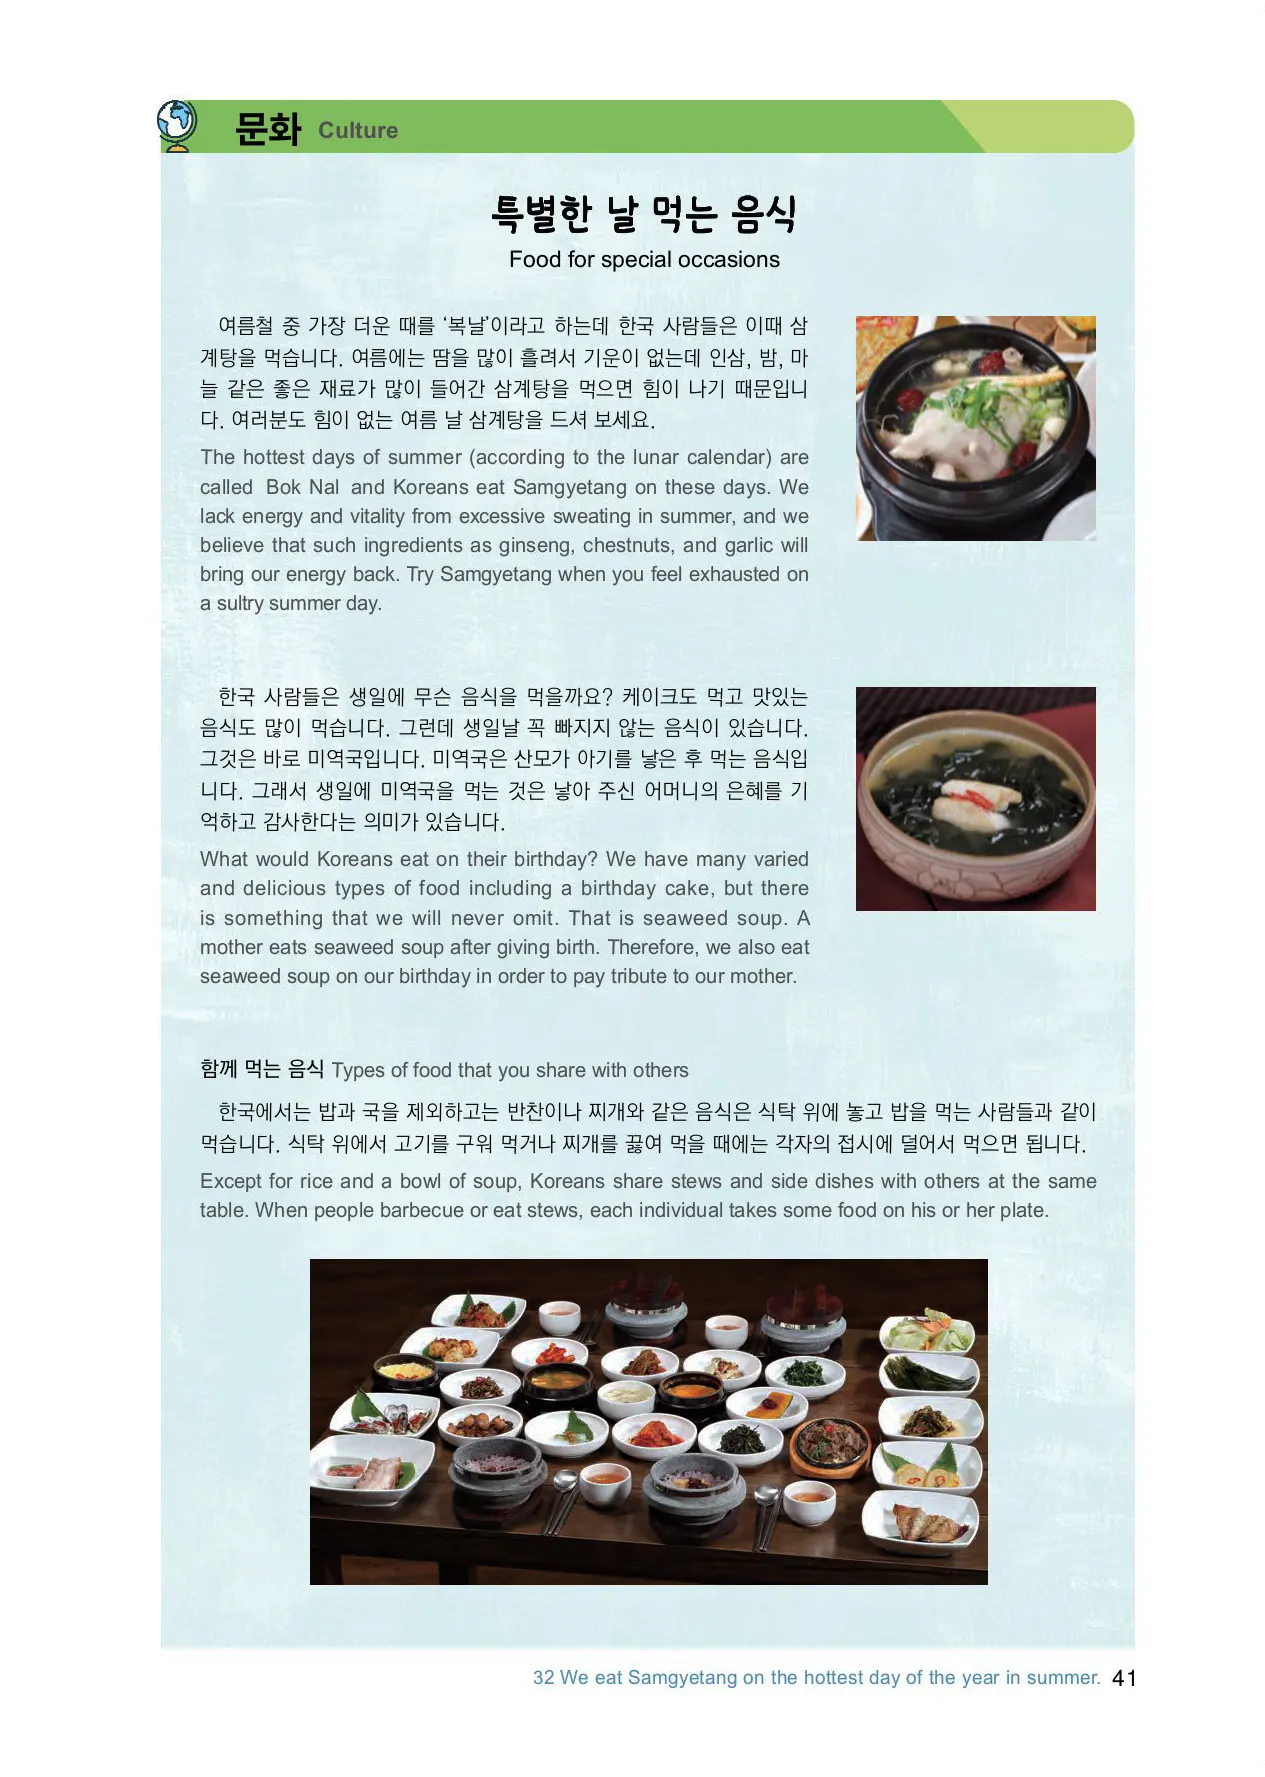 문화 Culture
특별한 날 먹는 음식
Food for special occasions
여름철 중 가장 더운 때를 ‘복날’이라고 하는데 한국 사람들은 이때 삼
계탕을 먹습니다. 여름에는 땀을 많이 흘려서 기운이 없는데 인삼, 밤, 마
늘 같은 좋은 재료가 많이 들어간 삼계탕을 먹으면 힘이 나기 때문입니
다. 여러분도 힘이 없는 여름 날 삼계탕을 드셔 보세요.
The hottest days of summer (according to the lunar calendar) are
called Bok Nal and Koreans eat Samgyetang on these days. We
lack energy and vitality from excessive sweating in summer, and we
believe that such ingredients as ginseng, chestnuts, and garlic will
bring our energy back. Try Samgyetang when you feel exhausted on
a sultry summer day.
한국 사람들은 생일에 무슨 음식을 먹을까요? 케이크도 먹고 맛있는
음식도 많이 먹습니다. 그런데 생일날 꼭 빠지지 않는 음식이 있습니다.
그것은 바로 미역국입니다. 미역국은 산모가 아기를 낳은 후 먹는 음식입
니다. 그래서 생일에 미역국을 먹는 것은 낳아 주신 어머니의 은혜를 기
억하고 감사한다는 의미가 있습니다.
What would Koreans eat on their birthday? We have many varied
and delicious types of food including a birthday cake, but there
is something that we will never omit. That is seaweed soup. A
mother eats seaweed soup after giving birth. Therefore, we also eat
seaweed soup on our birthday in order to pay tribute to our mother.
함께 먹는 음식 Types of food that you share with others
한국에서는 밥과 국을 제외하고는 반찬이나 찌개와 같은 음식은 식탁 위에 놓고 밥을 먹는 사람들과 같이
먹습니다. 식탁 위에서 고기를 구워 먹거나 찌개를 끓여 먹을 때에는 각자의 접시에 덜어서 먹으면 됩니다.
Except for rice and a bowl of soup, Koreans share stews and side dishes with others at the same
table. When people barbecue or eat stews, each individual takes some food on his or her plate.
32 We eat Samgyetang on the hottest day of the year in summer. 41